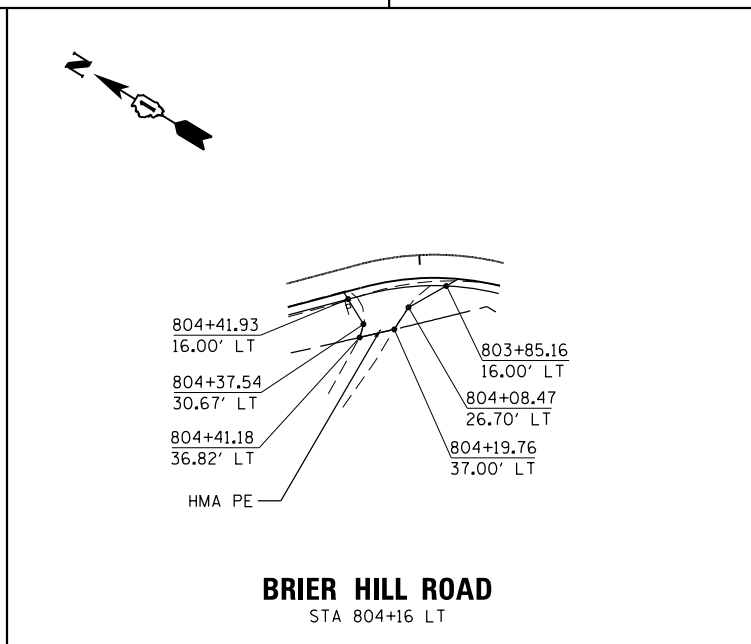 N
804+41.93
16.00' LT
804+37.54
30.67' LT
804+41.18
36.82' LT
HMA PE
803+85.16
16.00' LT
804+08.47
26.70' LT
804+19.76
37.00' LT
BRIER HILL ROAD
STA 804+16 LT